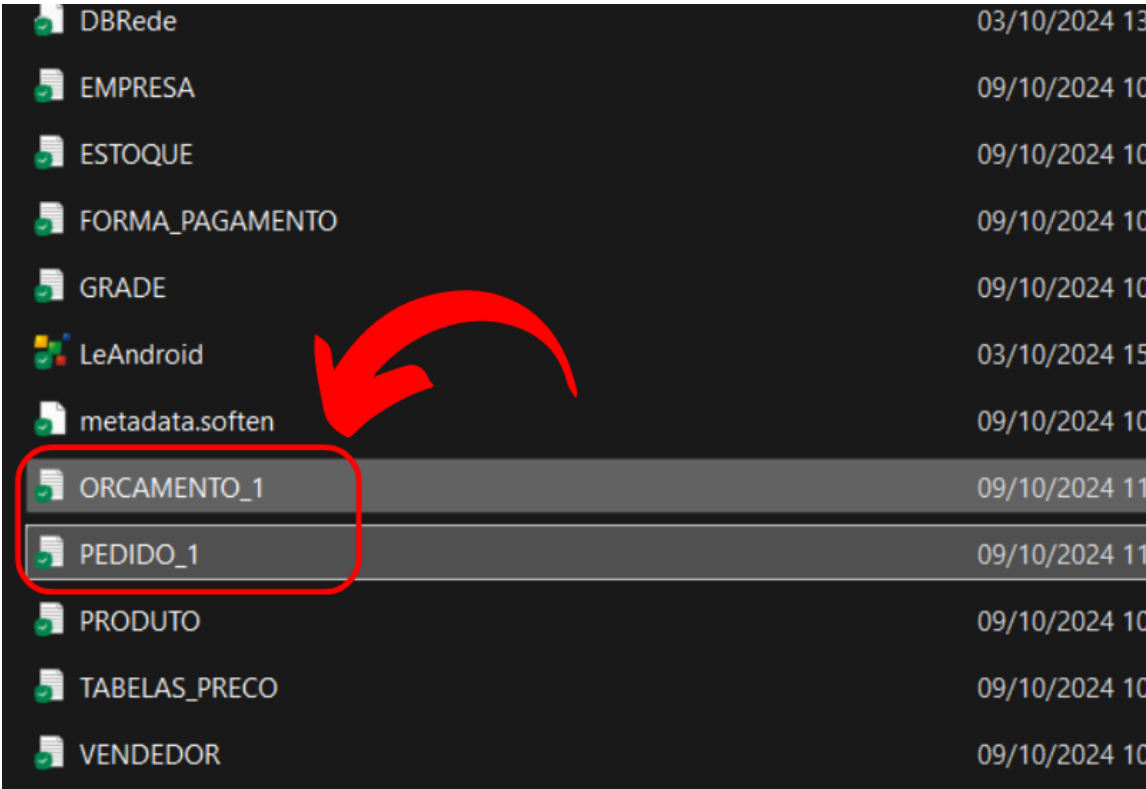 DBRede 03/10/2024 13
EMPRESA 09/10/2024 10
ESTOQUE 09/10/2024 10
FORMA_PAGAMENTO 09/10/2024 10
GRADE 09/10/2024 10
LeAndroid 03/10/2024 15
metadata.soften 09/10/2024 10
ORCAMENTO_1 09/10/2024 11
PEDIDO_1 09/10/2024 11
PRODUTO 09/10/2024 10
TABELAS_PRECO 09/10/2024 10
VENDEDOR 09/10/2024 10